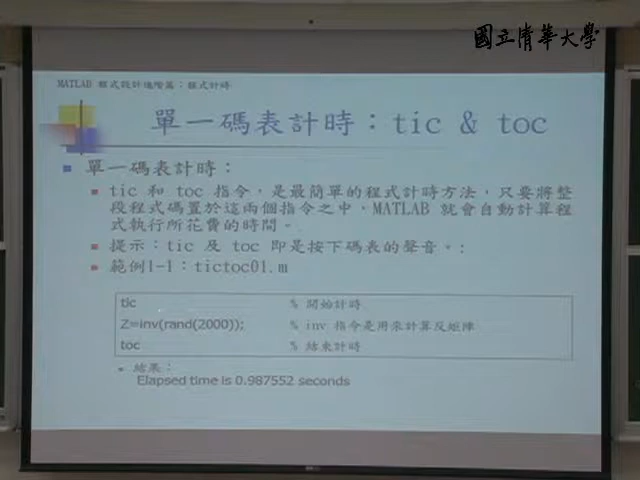 國立清華大學
MATLAB 程式設計進階篇：程式計時
單一碼表計時：tic & toc
單一碼表計時：
tic 和 toc 指令，是最簡單的程式計時方法，只要將整
段程式碼置於這兩個指令之中，MATLAB 就會自動計算程
式執行所花費的時間。
提示：tic 及 toc 即是按下碼表的聲音。:
範例1-1：tictoc01.m
tic % 開始計時
Z=inv(rand(2000)); % inv 指令是用來計算反矩陣
toc % 結束計時
結果：
Elapsed time is 0.987552 seconds